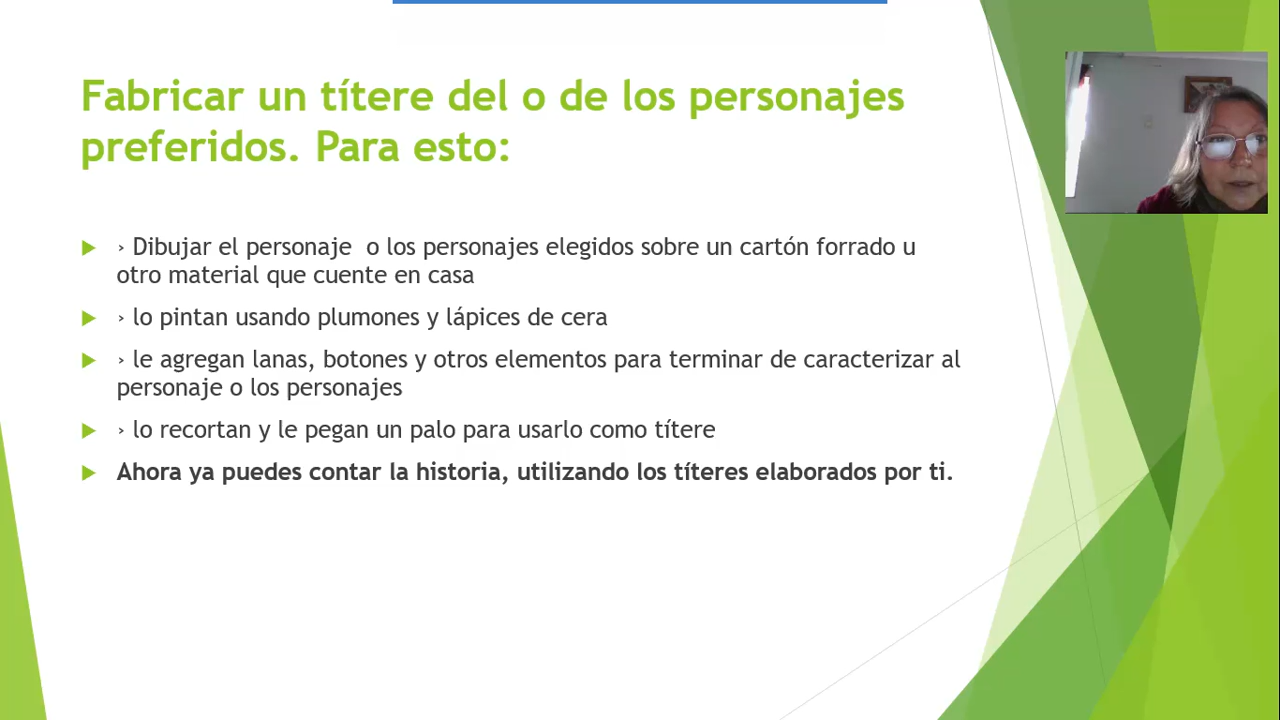 Fabricar un títere del o de los personajes
preferidos. Para esto:
› Dibujar el personaje  o los personajes elegidos sobre un cartón forrado u
otro material que cuente en casa
› lo pintan usando plumones y lápices de cera
› le agregan lanas, botones y otros elementos para terminar de caracterizar al
personaje o los personajes
› lo recortan y le pegan un palo para usarlo como títere
Ahora ya puedes contar la historia, utilizando los títeres elaborados por ti.